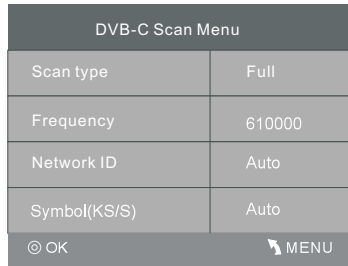 DVB-C Scan Menu
Scan type Full
Frequency 610000
Network ID Auto
Symbol(KS/S) Auto
OK MENU